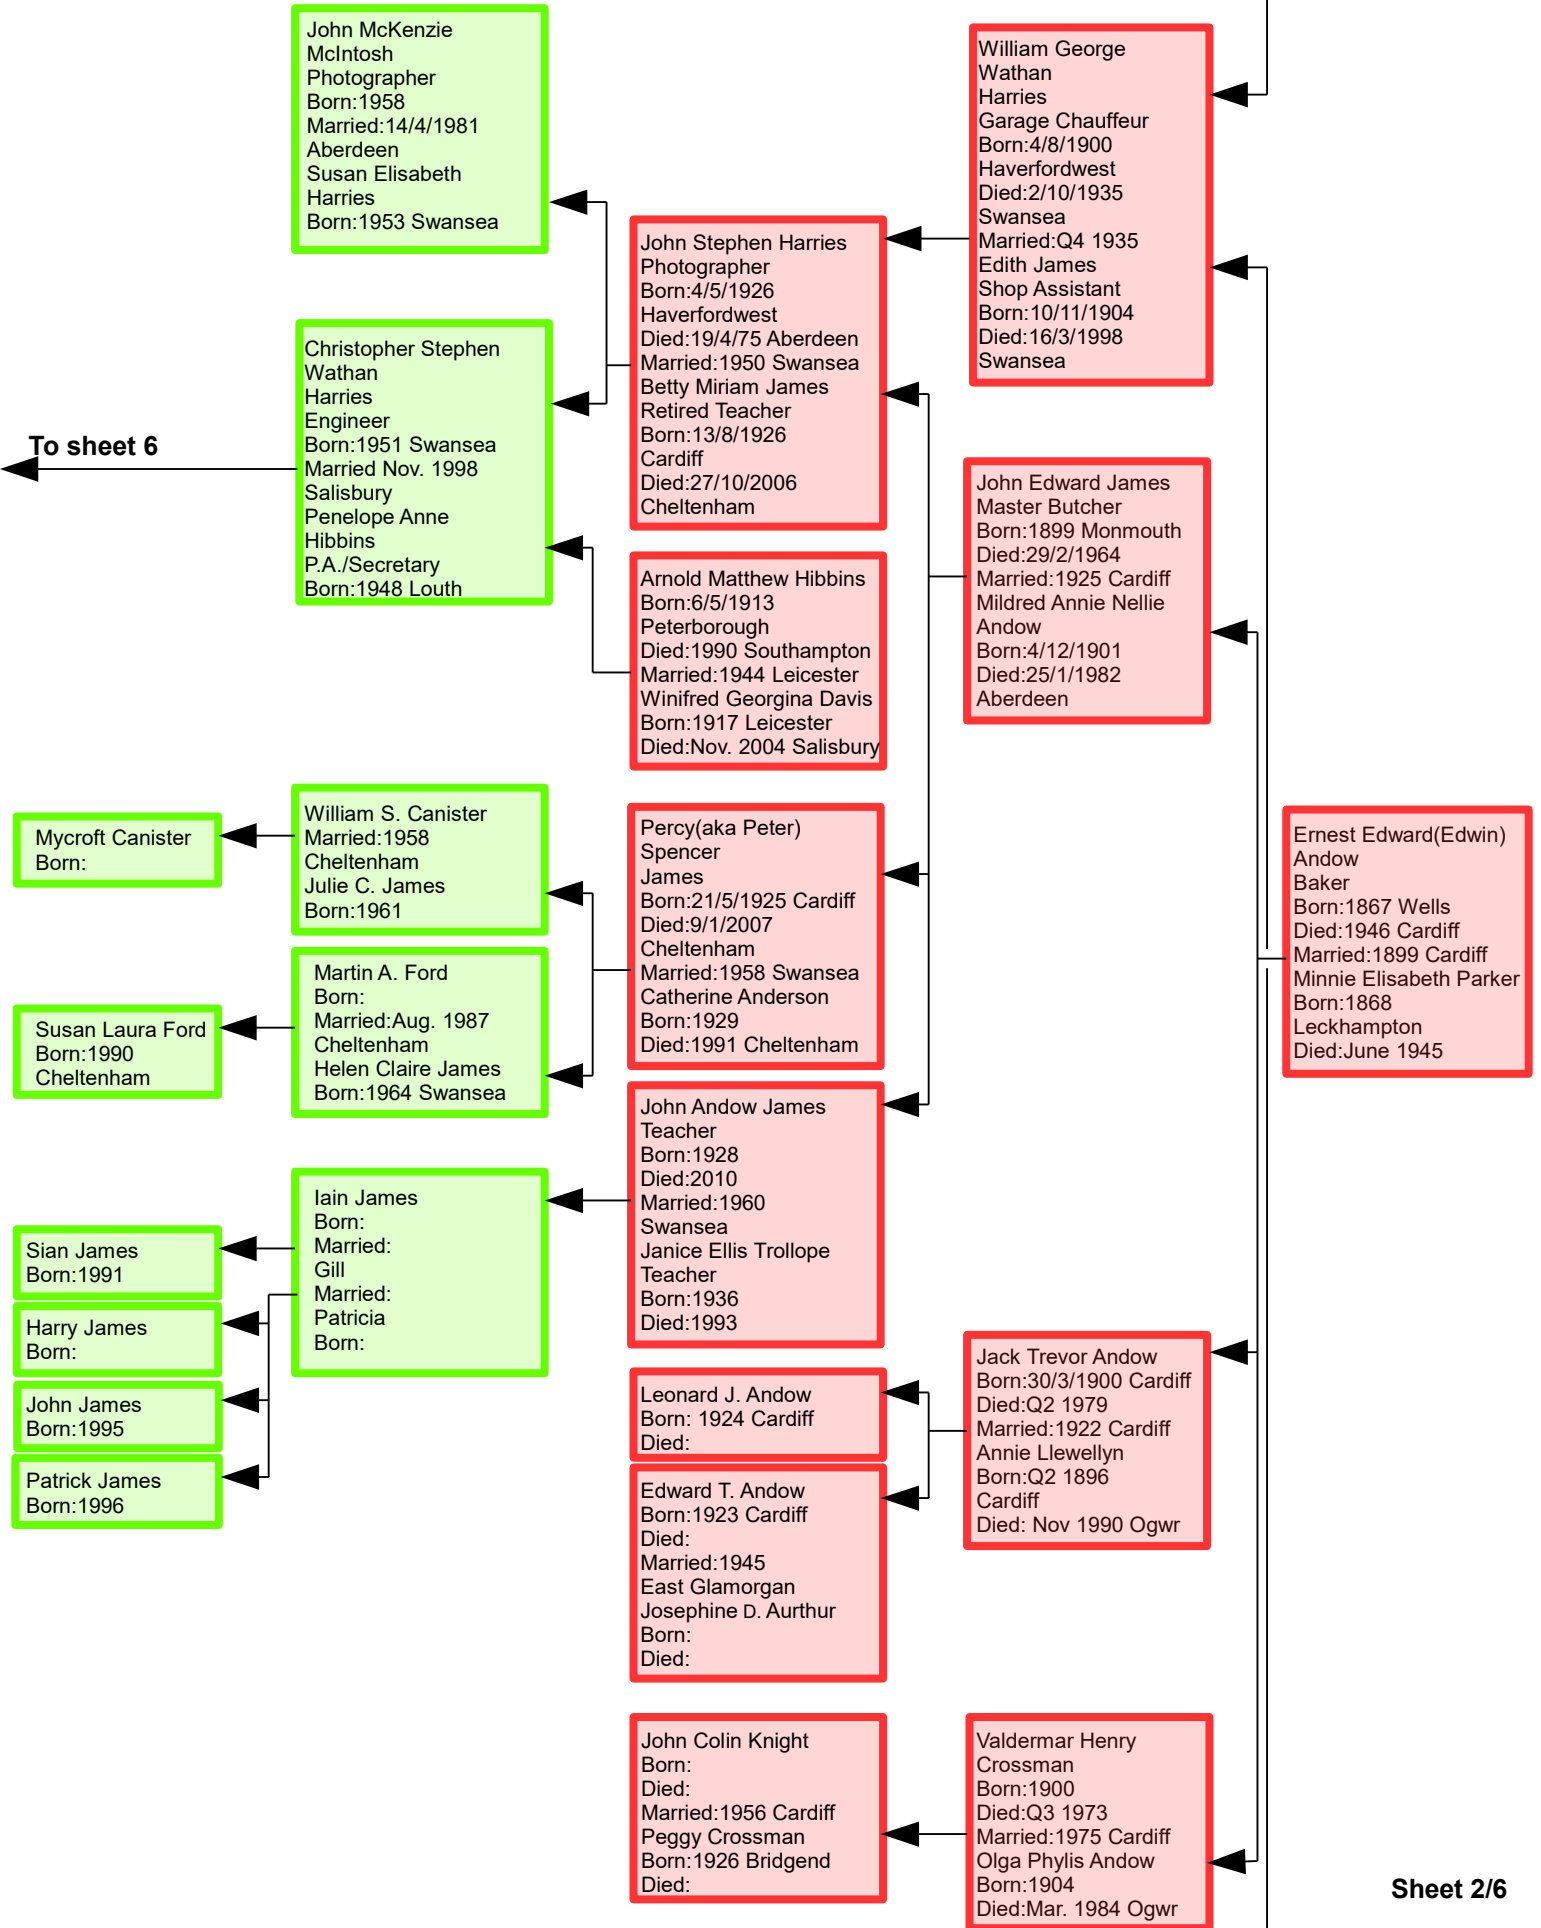 John McKenzie
McIntosh
Photographer
Born:1958
Married:14/4/1981
Aberdeen
Susan Elisabeth
Harries
Born:1953 Swansea
Christopher Stephen
Wathan
Harries
Engineer
Born:1951 Swansea
Married Nov. 1998
Salisbury
Penelope Anne
Hibbins
P.A./Secretary
Born:1948 Louth
To sheet 6
William S. Canister
Married:1958
Cheltenham
Julie C. James
Born:1961
Mycroft Canister
Born:
Martin A. Ford
Born:
Married:Aug. 1987
Cheltenham
Helen Claire James
Born:1964 Swansea
Susan Laura Ford
Born:1990
Cheltenham
Iain James
Born:
Married:
Gill
Married:
Patricia
Born:
Sian James
Born:1991
Harry James
Born:
John James
Born:1995
Patrick James
Born:1996
John Stephen Harries
Photographer
Born:4/5/1926
Haverfordwest
Died:19/4/75 Aberdeen
Married:1950 Swansea
Betty Miriam James
Retired Teacher
Born:13/8/1926
Cardiff
Died:27/10/2006
Cheltenham
Arnold Matthew Hibbins
Born:6/5/1913
Peterborough
Died:1990 Southampton
Married:1944 Leicester
Winifred Georgina Davis
Born:1917 Leicester
Died:Nov. 2004 Salisbury
Percy(aka Peter)
Spencer
James
Born:21/5/1925 Cardiff
Died:9/1/2007
Cheltenham
Married:1958 Swansea
Catherine Anderson
Born:1929
Died:1991 Cheltenham
John Andow James
Teacher
Born:1928
Died:2010
Married:1960
Swansea
Janice Ellis Trollope
Teacher
Born:1936
Died:1993
Leonard J. Andow
Born: 1924 Cardiff
Died:
Edward T. Andow
Born:1923 Cardiff
Died:
Married:1945
East Glamorgan
Josephine D. Aurthur
Born:
Died:
John Colin Knight
Born:
Died:
Married:1956 Cardiff
Peggy Crossman
Born:1926 Bridgend
Died:
William George
Wathan
Harries
Garage Chauffeur
Born:4/8/1900
Haverfordwest
Died:2/10/1935
Swansea
Married:Q4 1935
Edith James
Shop Assistant
Born:10/11/1904
Died:16/3/1998
Swansea
John Edward James
Master Butcher
Born:1899 Monmouth
Died:29/2/1964
Married:1925 Cardiff
Mildred Annie Nellie
Andow
Born:4/12/1901
Died:25/1/1982
Aberdeen
Jack Trevor Andow
Born:30/3/1900 Cardiff
Died:Q2 1979
Married:1922 Cardiff
Annie Llewellyn
Born:Q2 1896
Cardiff
Died: Nov 1990 Ogwr
Valdermar Henry
Crossman
Born:1900
Died:Q3 1973
Married:1975 Cardiff
Olga Phylis Andow
Born:1904
Died:Mar. 1984 Ogwr
Ernest Edward(Edwin)
Andow
Baker
Born:1867 Wells
Died:1946 Cardiff
Married:1899 Cardiff
Minnie Elisabeth Parker
Born:1868
Leckhampton
Died:June 1945
Sheet 2/6